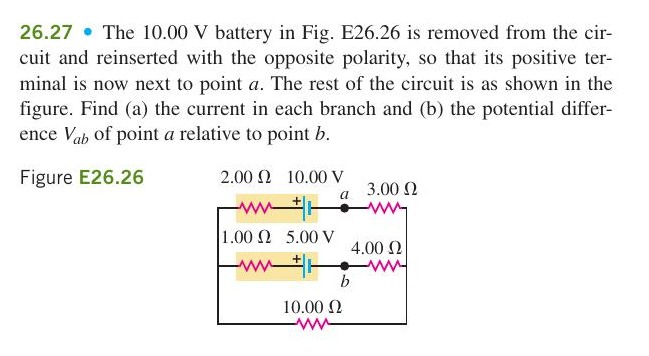 26.27 • The 10.00 V battery in Fig. E26.26 is removed from the cir-
cuit and reinserted with the opposite polarity, so that its positive ter-
minal is now next to point a. The rest of the circuit is as shown in the
figure. Find (a) the current in each branch and (b) the potential differ-
ence Vab of point a relative to point b.
Figure E26.26
2.00 Ω 10.00 V
+ a 3.00 Ω
1.00 Ω 5.00 V
+ 4.00 Ω
b
10.00 Ω